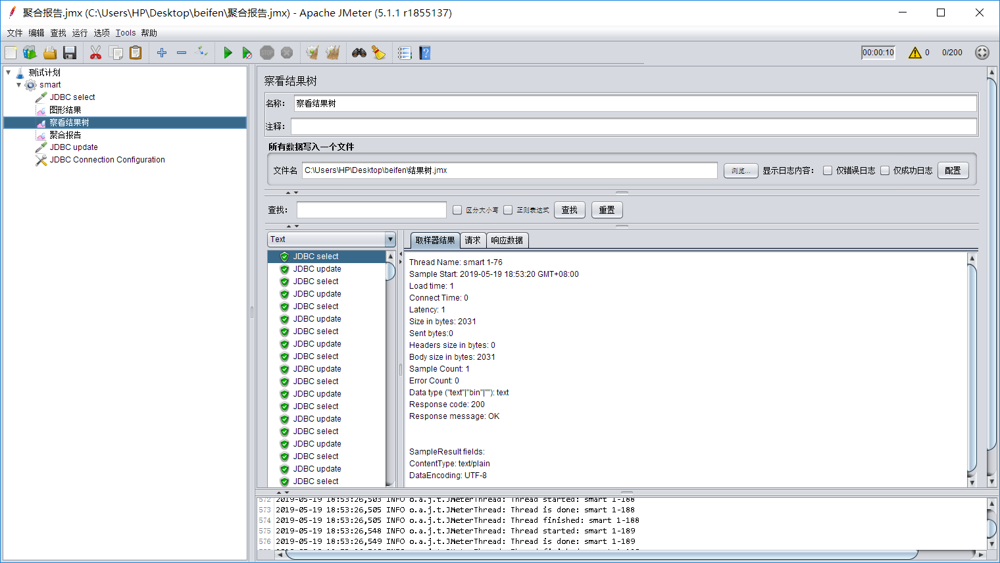 聚合报告.jmx (C:\Users\HP\Desktop\beifen\聚合报告.jmx) - Apache JMeter (5.1.1 r1855137)
文件 编辑 查找 运行 选项 Tools 帮助
00:00:10 0 0/200
测试计划
smart
JDBC select
图形结果
察看结果树
聚合报告
JDBC update
JDBC Connection Configuration
察看结果树
名称： 察看结果树
注释：
所有数据写入一个文件
文件名 C:\Users\HP\Desktop\beifen\结果树.jmx 浏览... 显示日志内容： 仅错误日志 仅成功日志 配置
查找： 区分大小写 正则表达式 查找 重置
Text
JDBC select
JDBC update
JDBC select
JDBC update
JDBC select
JDBC update
JDBC select
JDBC update
JDBC select
JDBC update
JDBC select
JDBC update
JDBC select
JDBC update
JDBC select
JDBC update
JDBC select
JDBC update
JDBC select
取样器结果 请求 响应数据
Thread Name: smart 1-76
Sample Start: 2019-05-19 18:53:20 GMT+08:00
Load time: 1
Connect Time: 0
Latency: 1
Size in bytes: 2031
Sent bytes:0
Headers size in bytes: 0
Body size in bytes: 2031
Sample Count: 1
Error Count: 0
Data type ("text"|"bin"|""): text
Response code: 200
Response message: OK
SampleResult fields:
ContentType: text/plain
DataEncoding: UTF-8
572 2019-05-19 18:53:26,503 INFO o.a.j.t.JMeterThread: Thread started: smart 1-188
573 2019-05-19 18:53:26,505 INFO o.a.j.t.JMeterThread: Thread is done: smart 1-188
574 2019-05-19 18:53:26,505 INFO o.a.j.t.JMeterThread: Thread finished: smart 1-188
575 2019-05-19 18:53:26,548 INFO o.a.j.t.JMeterThread: Thread started: smart 1-189
576 2019-05-19 18:53:26,549 INFO o.a.j.t.JMeterThread: Thread is done: smart 1-189